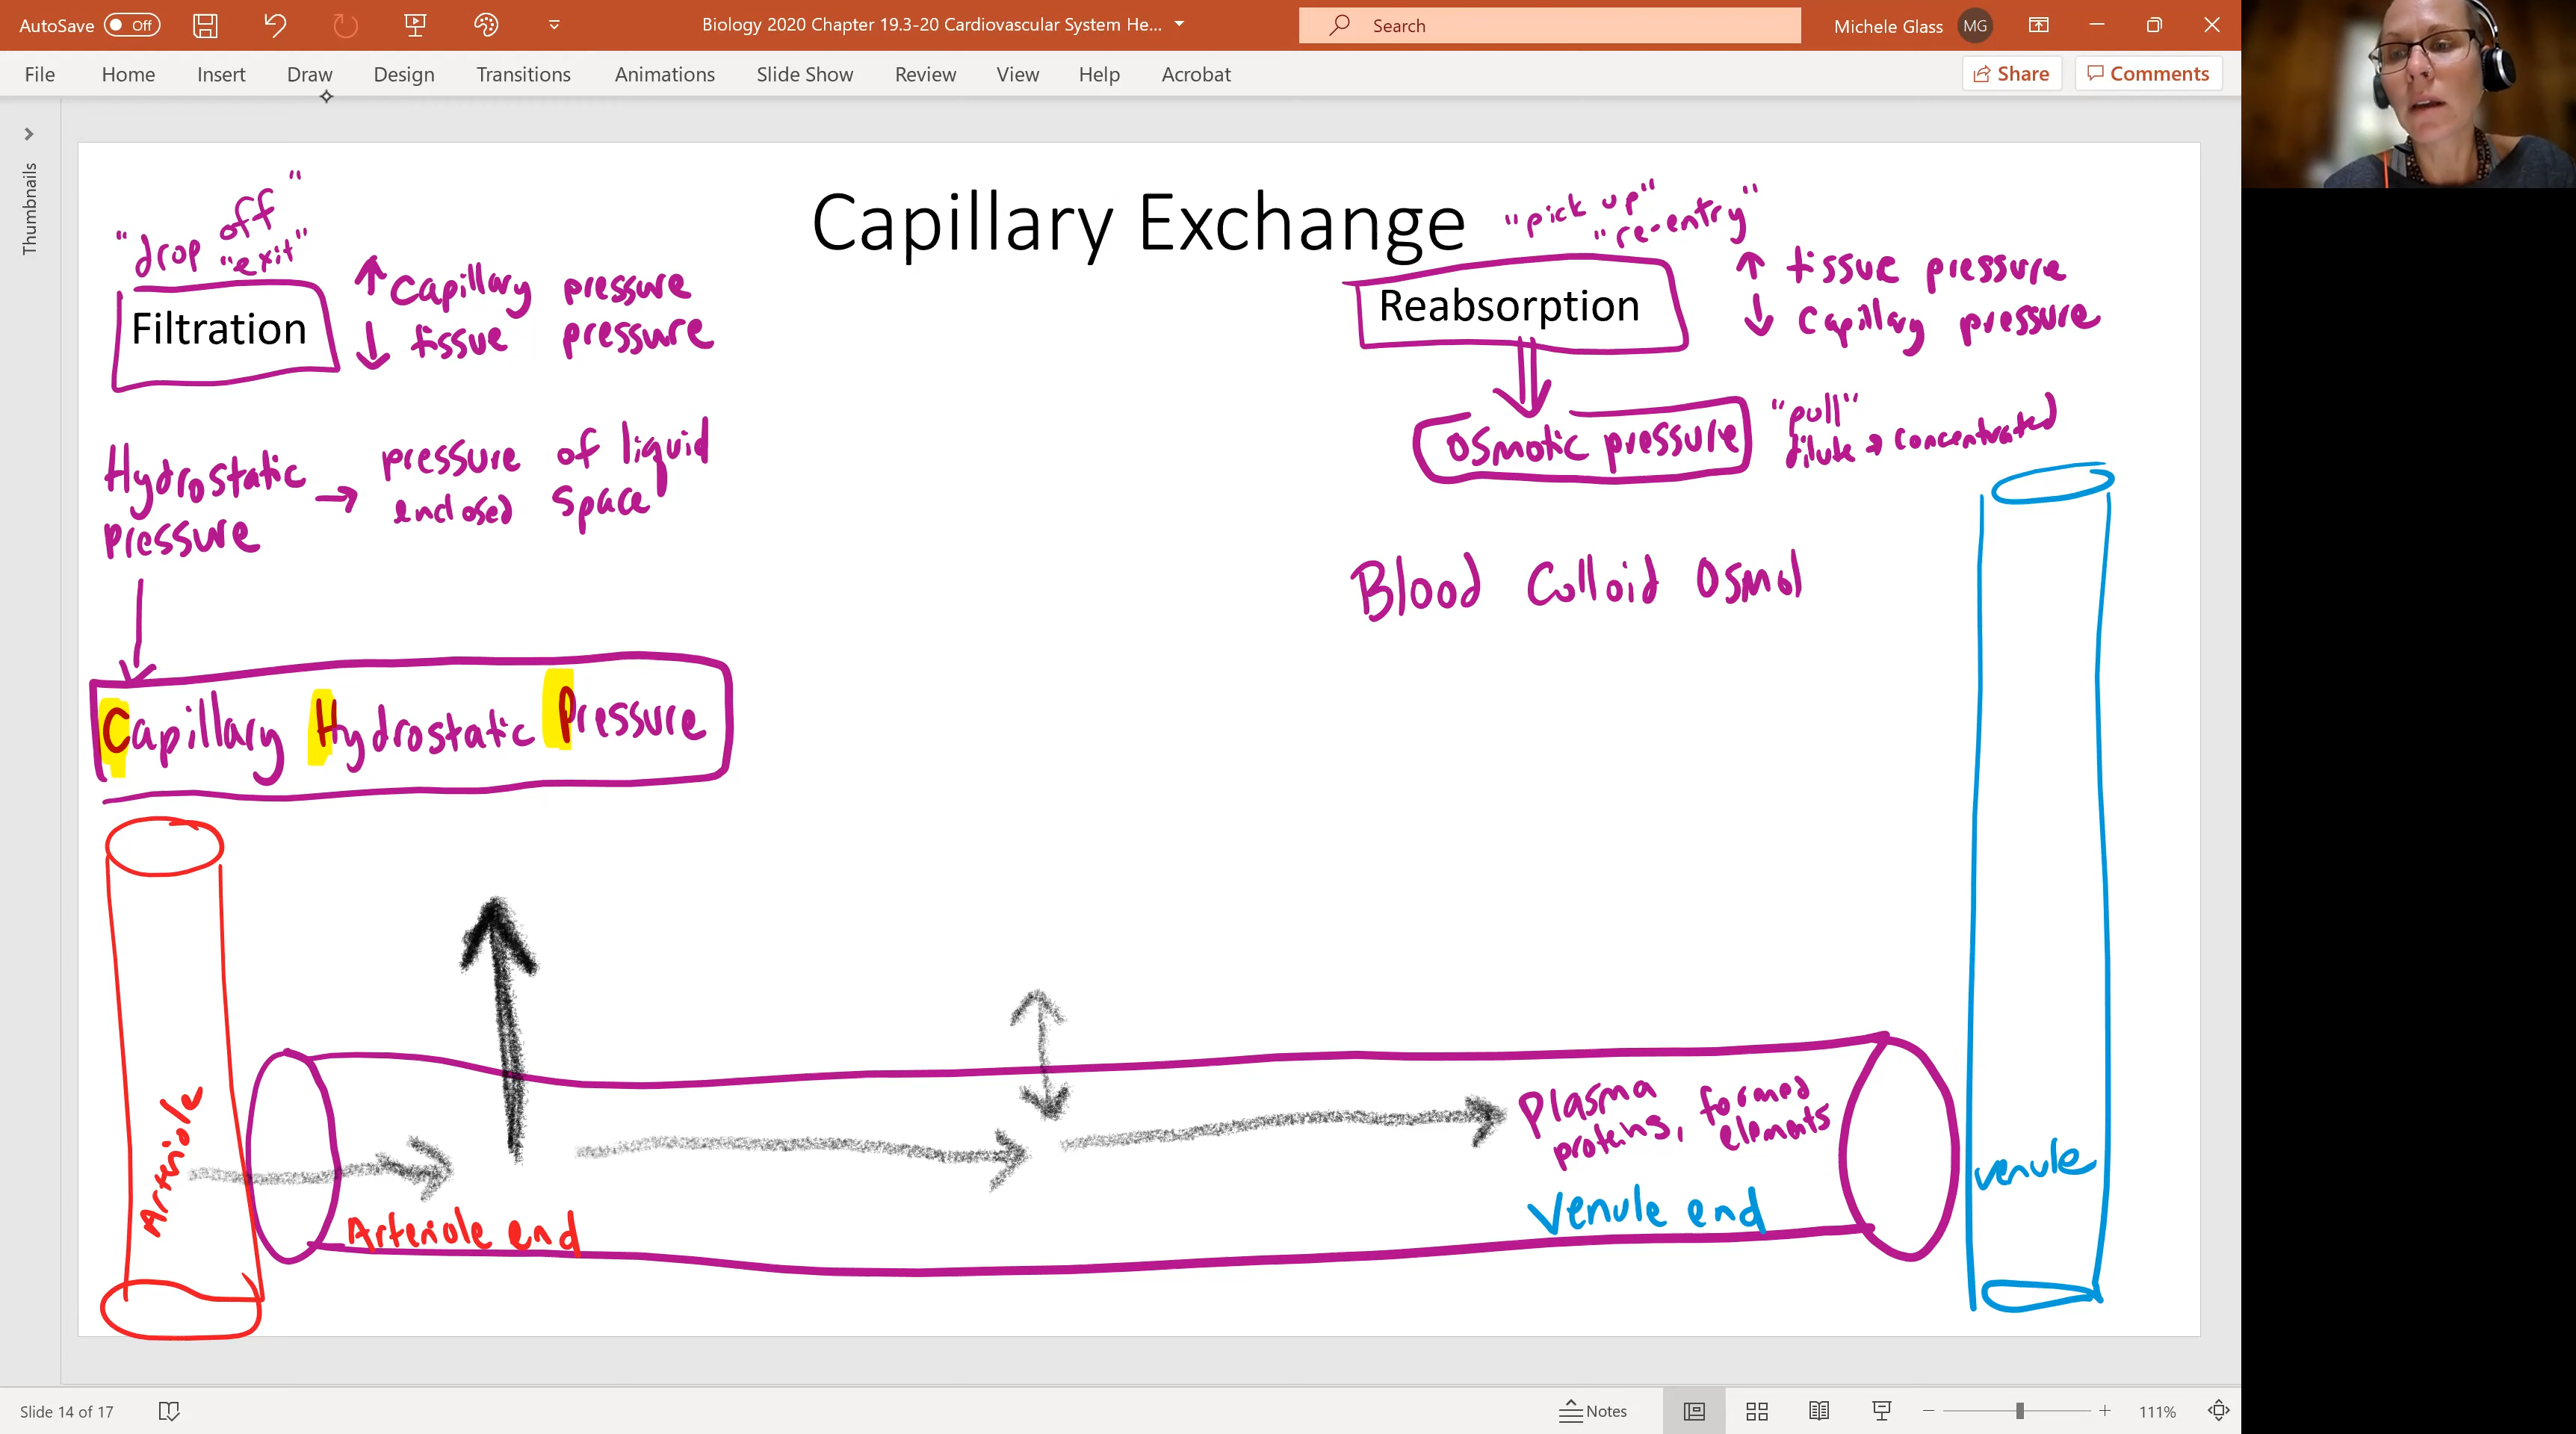 AutoSave Off
Biology 2020 Chapter 19.3-20 Cardiovascular System He...
Search
Michele Glass MG
File Home Insert Draw Design Transitions Animations Slide Show Review View Help Acrobat
Share Comments
Thumbnails
Capillary Exchange
"drop off"
"exit"
Filtration
↑ capillary pressure
↓ tissue pressure
Hydrostatic
pressure
→ pressure of liquid
enclosed space
Capillary Hydrostatic Pressure
"pick up"
"re-entry"
Reabsorption
↑ tissue pressure
↓ capillary pressure
osmotic pressure
"pull"
dilute → concentrated
Blood Colloid Osmol
Arteriole
Arteriole end
Plasma
proteins, formed
elements
Venule end
venule
Slide 14 of 17
Notes
111%